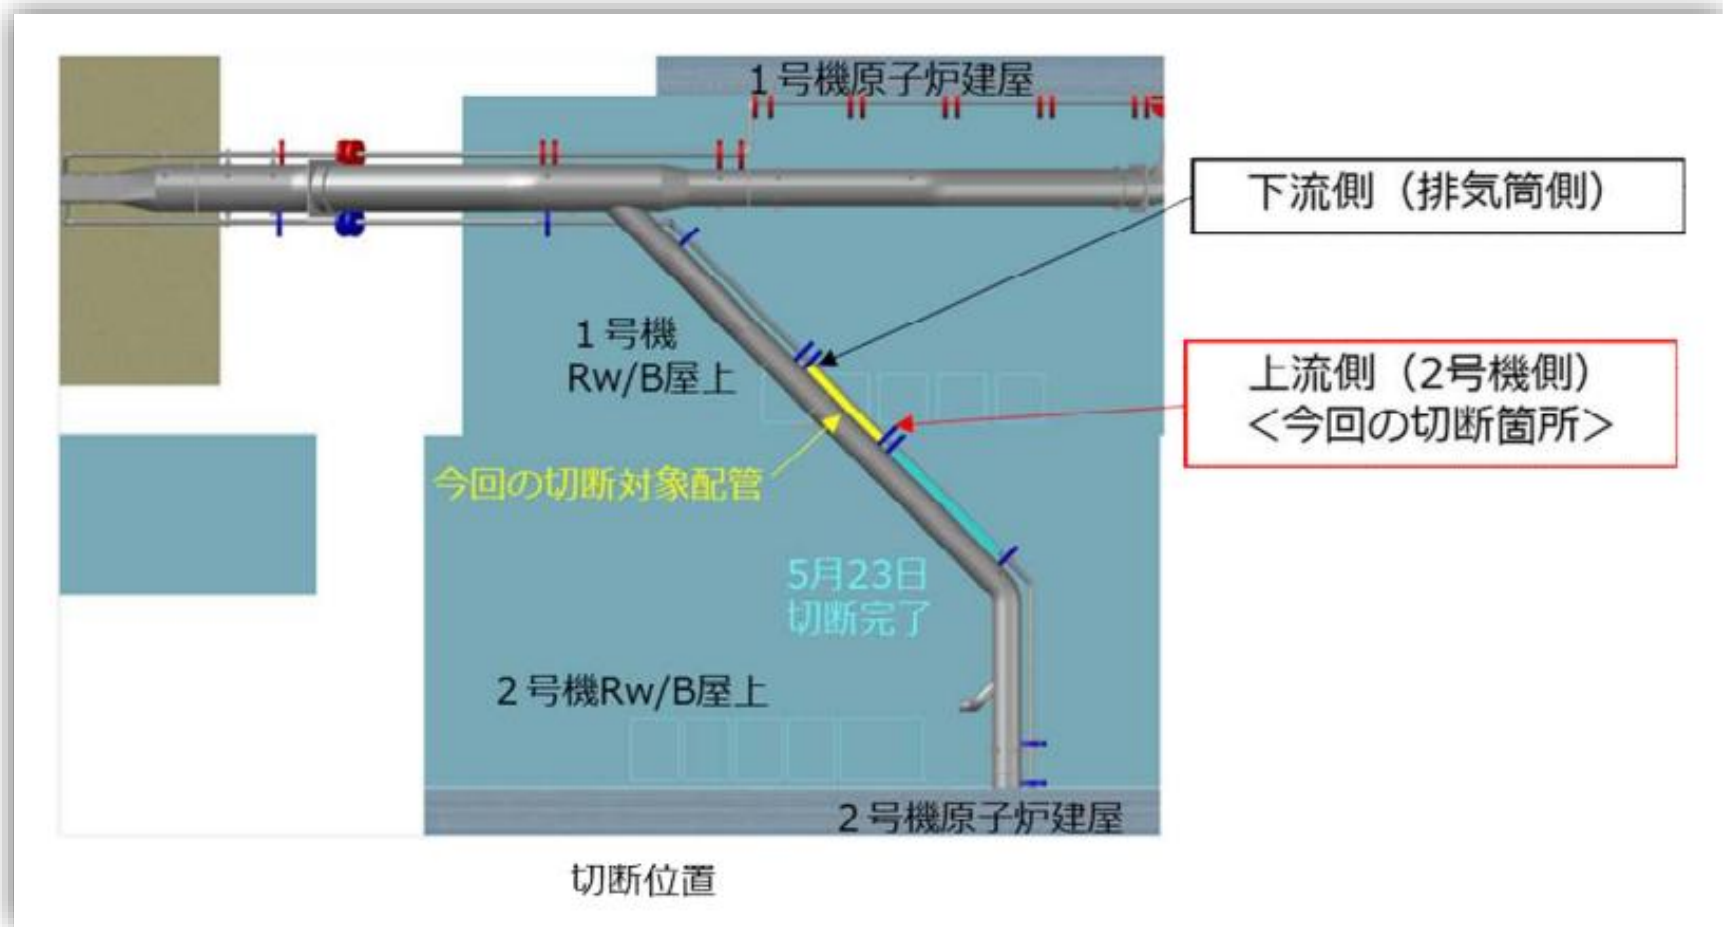 1号機原子炉建屋
下流側（排気筒側）
1号機
Rw/B屋上
上流側（2号機側）
＜今回の切断箇所＞
今回の切断対象配管
5月23日
切断完了
2号機Rw/B屋上
2号機原子炉建屋
切断位置